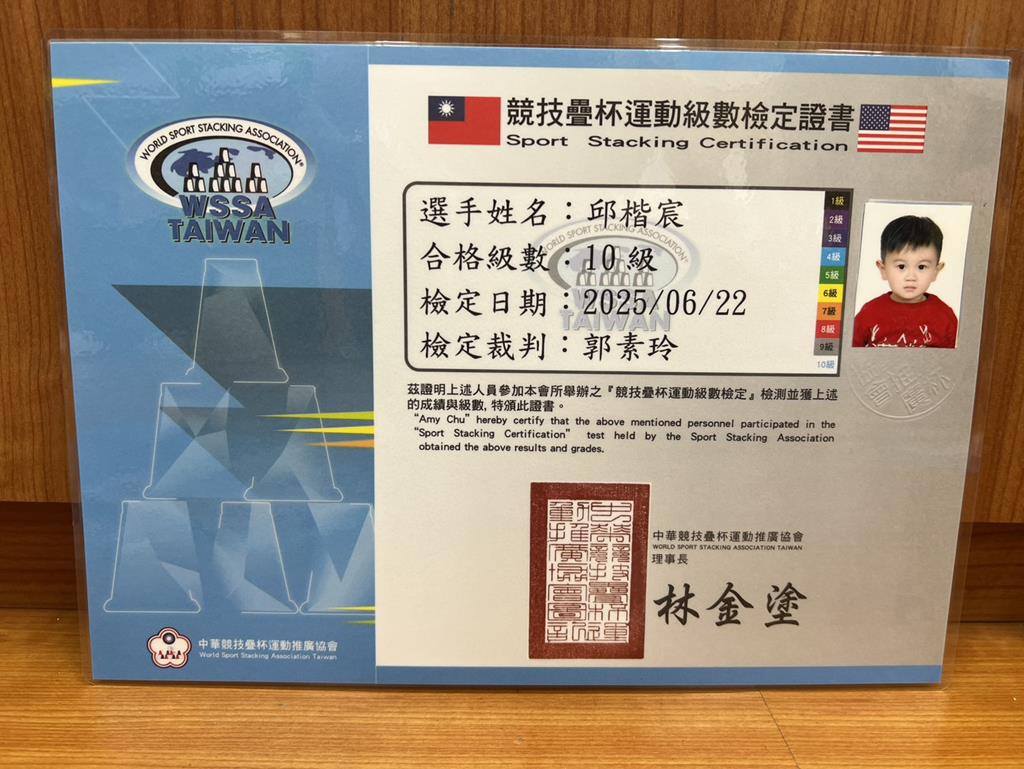 WORLD SPORT STACKING ASSOCIATION®
WSSA
TAIWAN
中華競技疊杯運動推廣協會
World Sport Stacking Association Taiwan
競技疊杯運動級數檢定證書
Sport Stacking Certification
選手姓名：邱楷宸
合格級數：10 級
檢定日期：2025/06/22
檢定裁判：郭素玲
1級
2級
3級
4級
5級
6級
7級
8級
9級
10級
茲證明上述人員參加本會所舉辦之『競技疊杯運動級數檢定』檢測並獲上述
的成績與級數, 特頒此證書。
“Amy Chu” hereby certify that the above mentioned personnel participated in the
“Sport Stacking Certification” test held by the Sport Stacking Association
obtained the above results and grades.
中華競技疊杯運動推廣協會
WORLD SPORT STACKING ASSOCIATION TAIWAN
理事長
林金塗